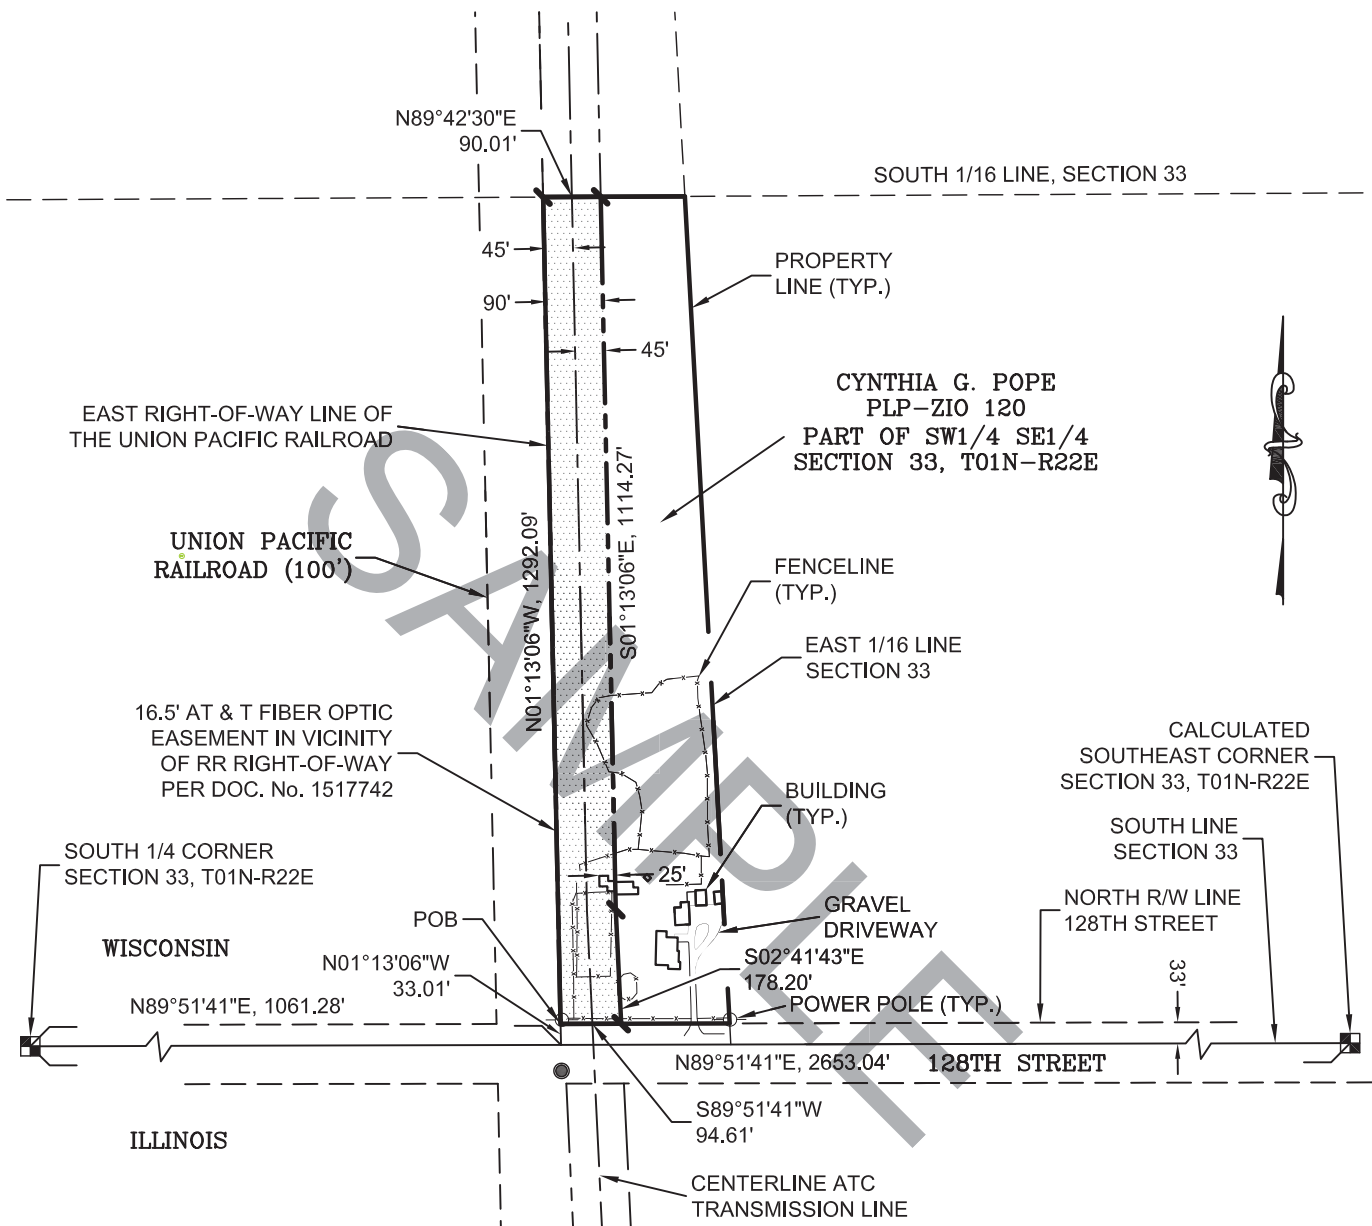 N89°42'30"E
90.01'
SOUTH 1/16 LINE, SECTION 33
45'
90'
45'
PROPERTY
LINE (TYP.)
CYNTHIA G. POPE
PLP-ZIO 120
PART OF SW1/4 SE1/4
SECTION 33, T01N-R22E
EAST RIGHT-OF-WAY LINE OF
THE UNION PACIFIC RAILROAD
UNION PACIFIC
RAILROAD (100')
N01°13'06"W, 1292.09'
S01°13'06"E, 1114.27'
FENCELINE
(TYP.)
EAST 1/16 LINE
SECTION 33
16.5' AT & T FIBER OPTIC
EASEMENT IN VICINITY
OF RR RIGHT-OF-WAY
PER DOC. No. 1517742
CALCULATED
SOUTHEAST CORNER
SECTION 33, T01N-R22E
BUILDING
(TYP.)
SOUTH LINE
SECTION 33
SOUTH 1/4 CORNER
SECTION 33, T01N-R22E
25'
NORTH R/W LINE
128TH STREET
POB
GRAVEL
DRIVEWAY
WISCONSIN
N01°13'06"W
33.01'
S02°41'43"E
178.20'
33'
N89°51'41"E, 1061.28'
POWER POLE (TYP.)
N89°51'41"E, 2653.04'
128TH STREET
S89°51'41"W
94.61'
ILLINOIS
CENTERLINE ATC
TRANSMISSION LINE
SAMPLE